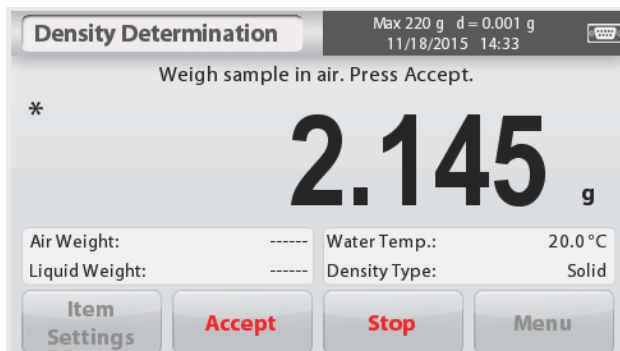 Density Determination
Max 220 g d = 0.001 g
11/18/2015 14:33
Weigh sample in air. Press Accept.
*
2.145 g
Air Weight: ------
Water Temp.: 20.0 °C
Liquid Weight: ------
Density Type: Solid
Item
Settings
Accept
Stop
Menu